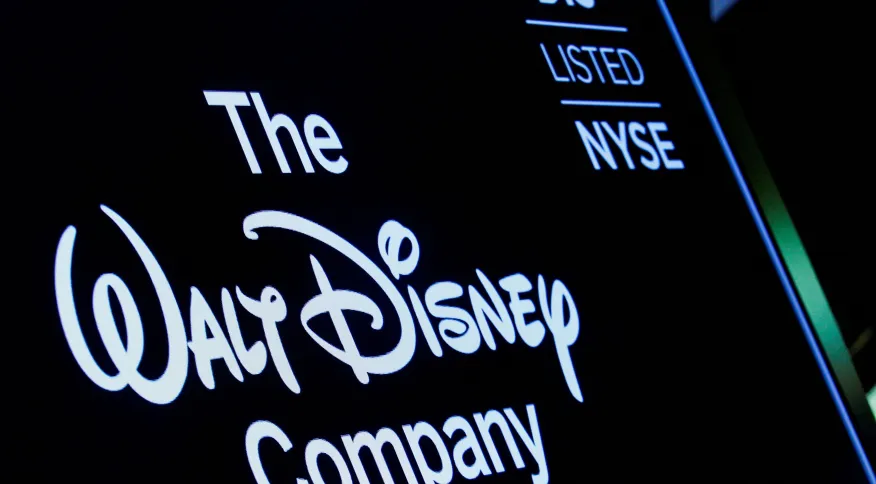 LISTED
NYSE
The
WALT DISNEY
Company